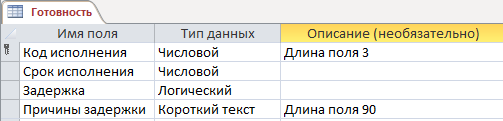 Готовность
Имя поля Тип данных Описание (необязательно)
Код исполнения Числовой Длина поля 3
Срок исполнения Числовой
Задержка Логический
Причины задержки Короткий текст Длина поля 90